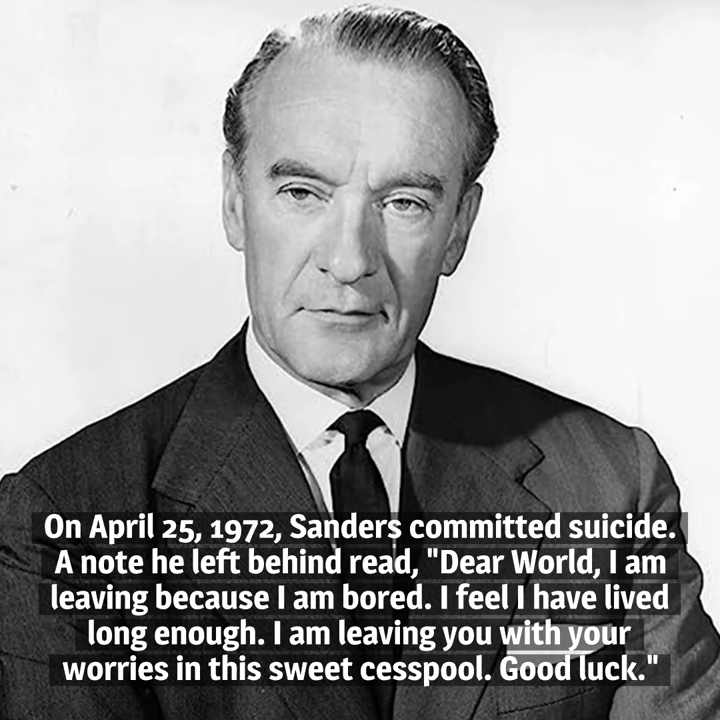 On April 25, 1972, Sanders committed suicide.
A note he left behind read, "Dear World, I am
leaving because I am bored. I feel I have lived
long enough. I am leaving you with your
worries in this sweet cesspool. Good luck."